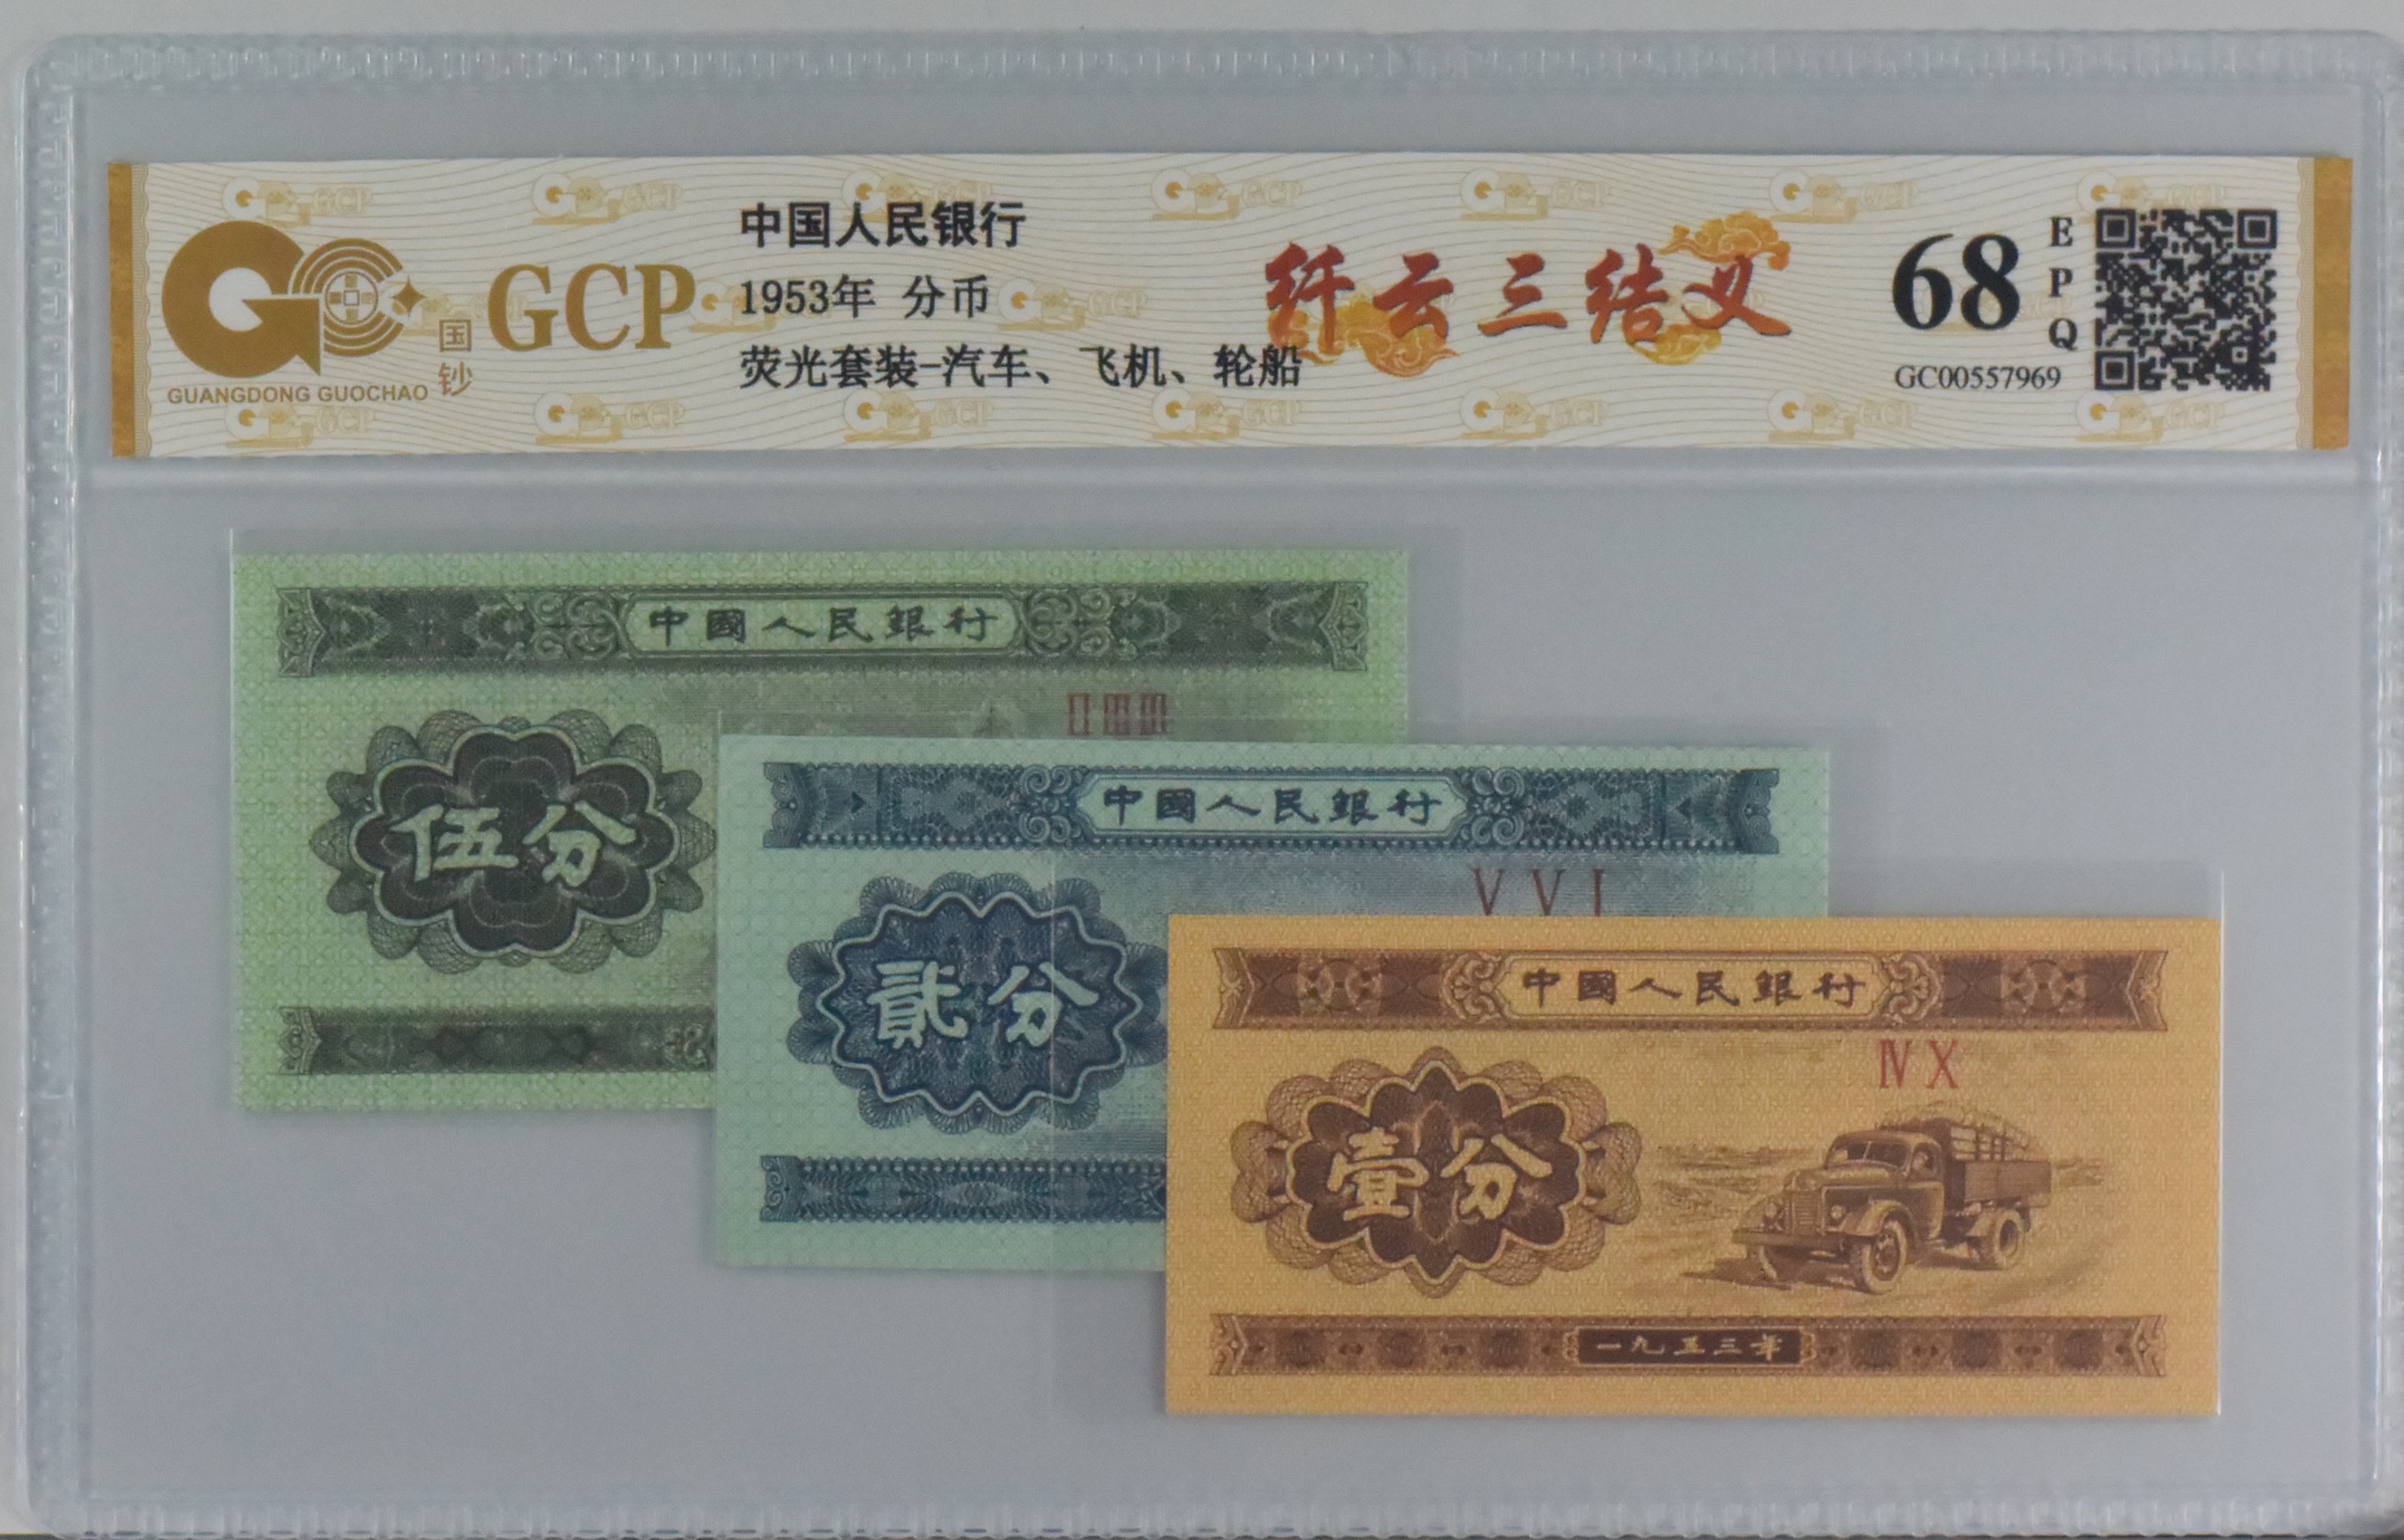 中国人民银行
1953年 分币
荧光套装-汽车、飞机、轮船
GCP
国钞
GUANGDONG GUOCHAO
纤云三结义
68
EPQ
GC00557969
中國人民銀行
伍分
中國人民銀行
V V I
貳分
中國人民銀行
Ⅳ X
壹分
一九五三年